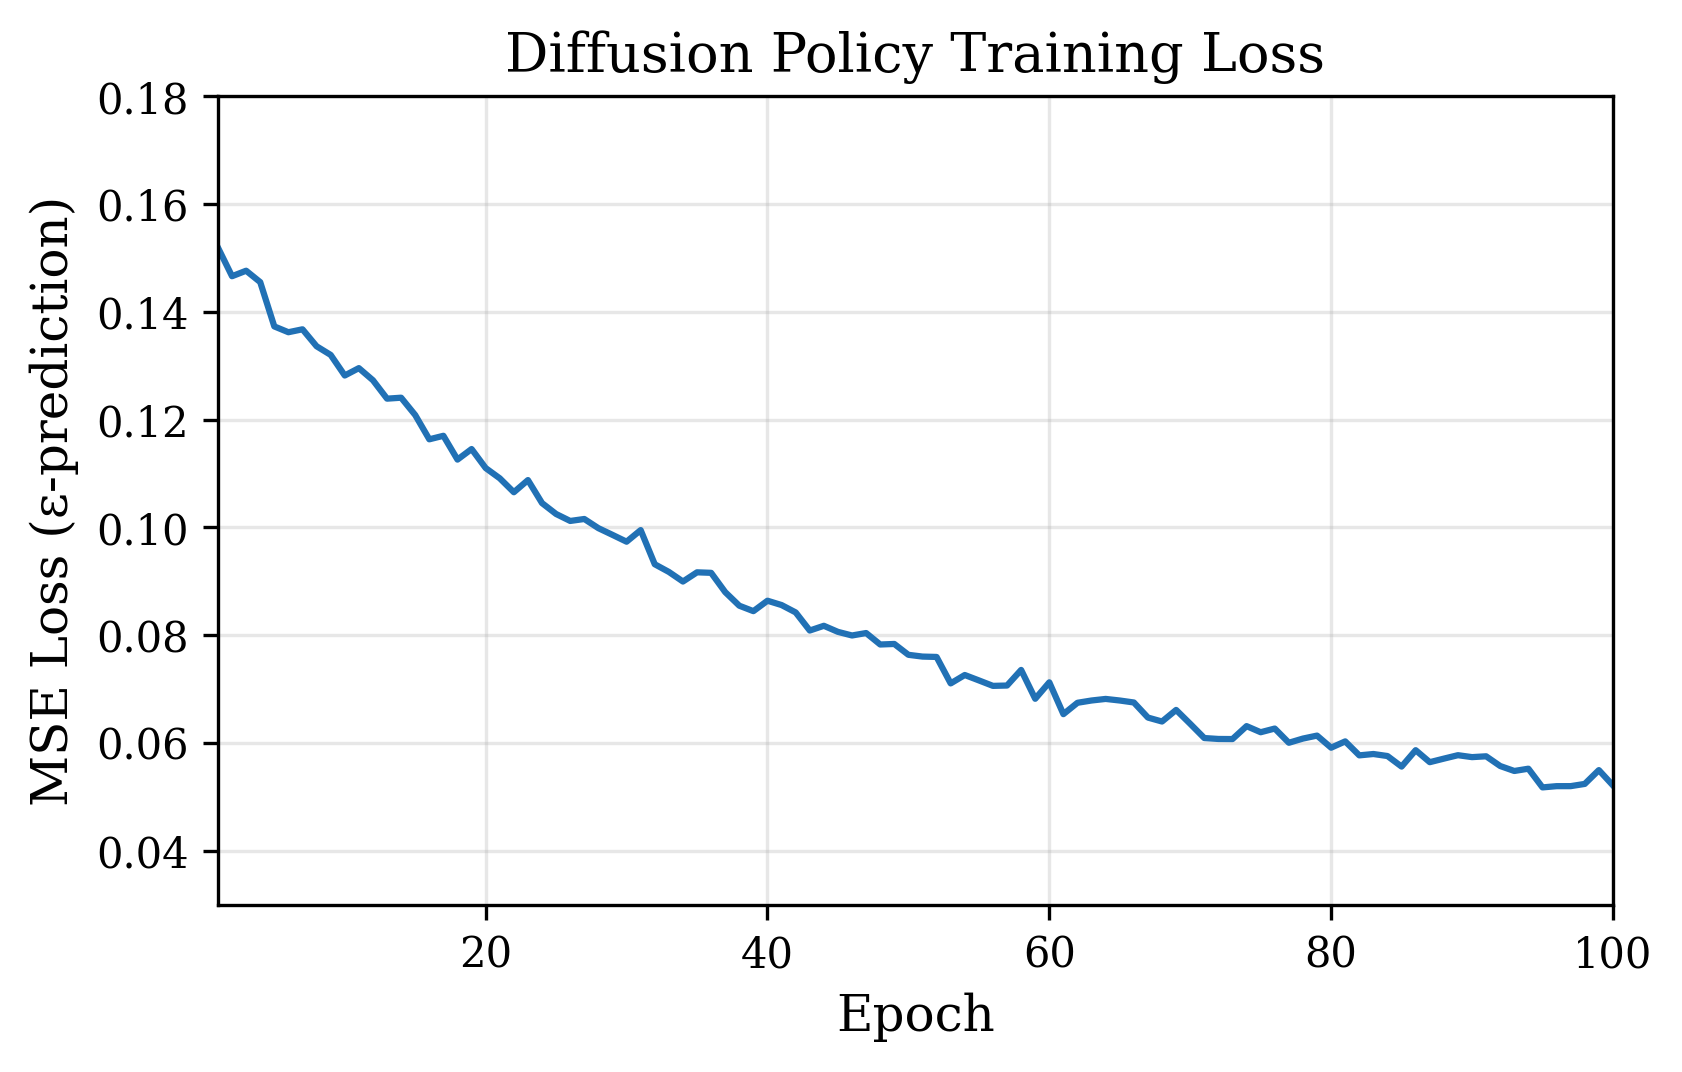 Diffusion Policy Training Loss
MSE Loss (ε-prediction)
0.18
0.16
0.14
0.12
0.10
0.08
0.06
0.04
20 40 60 80 100
Epoch